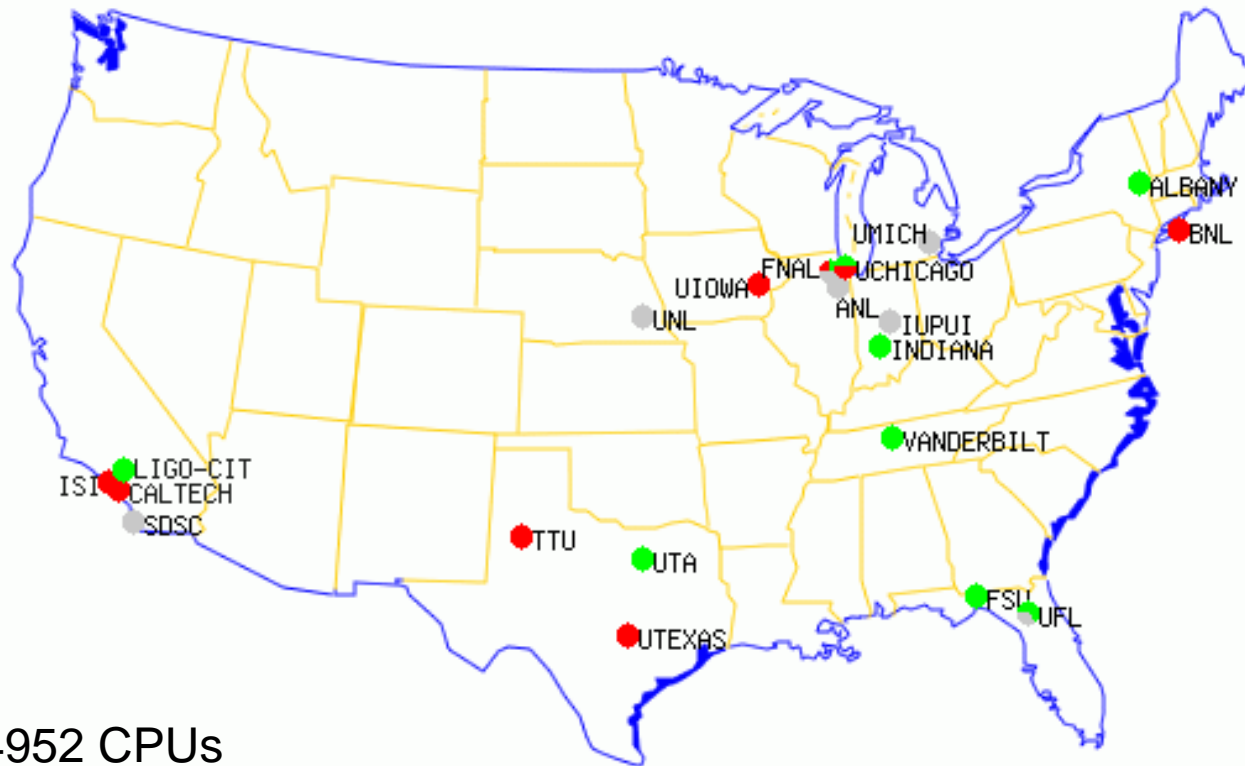 ALBANY
BNL
UMICH
FNAL
UCHICAGO
UIOWA
ANL
UNL
IUPUI
INDIANA
VANDERBILT
LIGO-CIT
ISI
CALTECH
SDSC
TTU
UTA
FSU
UFL
UTEXAS
CPUs